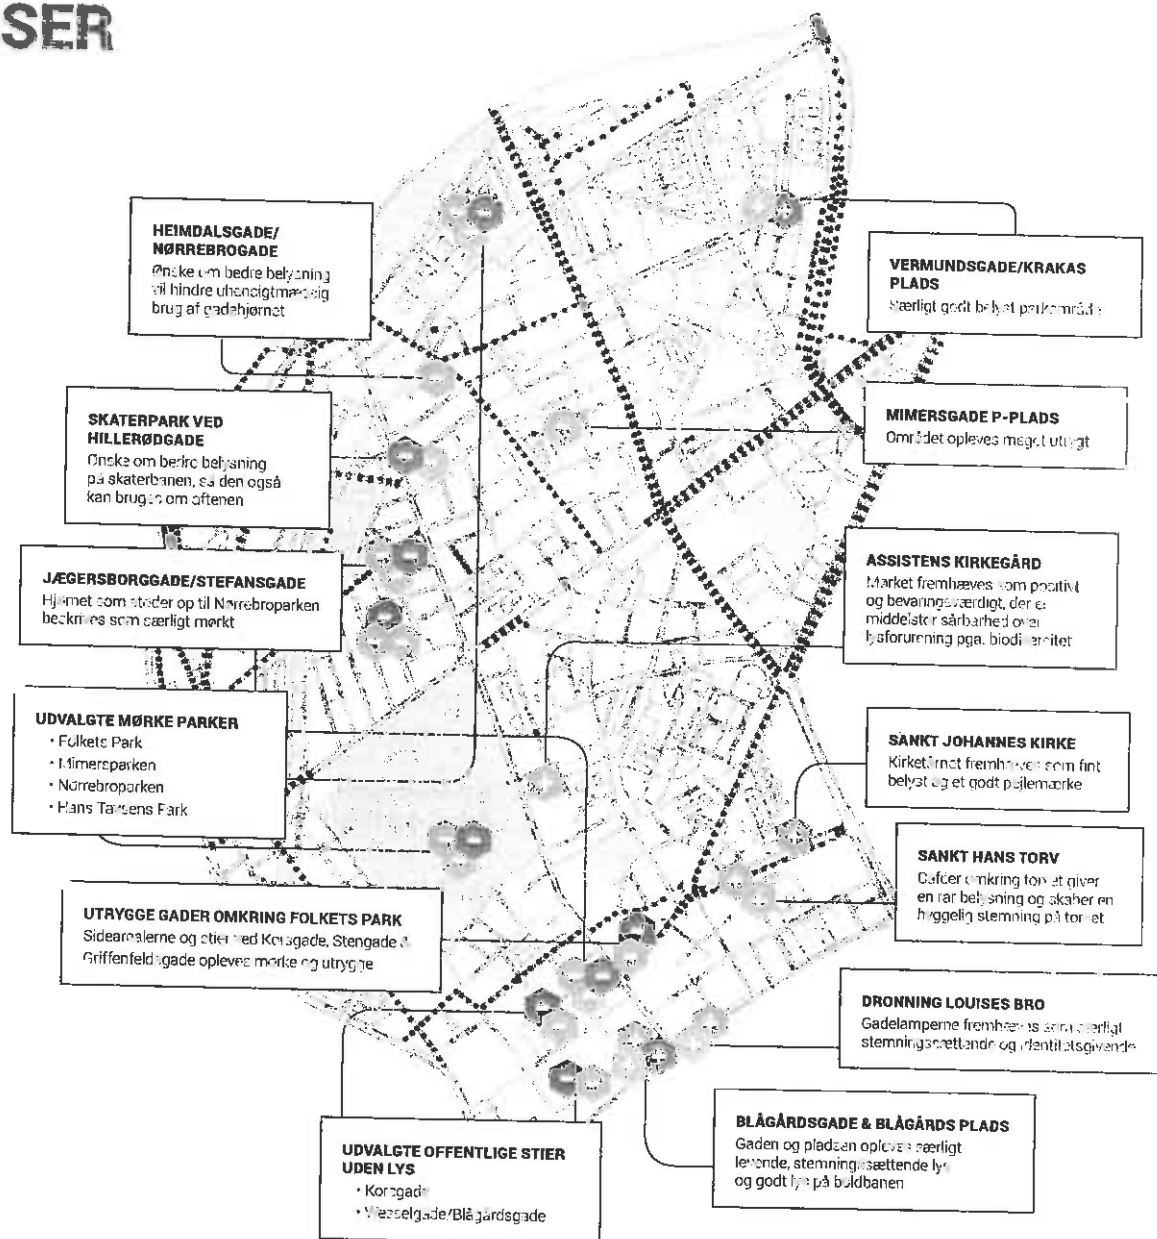 SER
HEIMDALSGADE/
NØRREBROGADE
Ønske om bedre belysning
vil hindre uhensigtmæssig
brug af gadehjørnet
SKATERPARK VED
HILLERØDGADE
Ønske om bedre belysning
på skaterbanen, så den også
kan bruges om aftenen
JÆGERSBORGGADE/STEFANSGADE
Hjørnet som støder op til Nørrebroparken
beskrives som særligt mørkt
UDVALGTE MØRKE PARKER
• Folkets Park
• Mimersparken
• Nørrebroparken
• Hans Tavsens Park
UTRYGGE GADER OMKRING FOLKETS PARK
Sidearealerne og stier ved Korsgade, Stengade &
Griffenfeldsgade opleves mørke og utrygge
UDVALGTE OFFENTLIGE STIER
UDEN LYS
• Korsgade
• Wesselgade/Blågårdsgade
VERMUNDSGADE/KRAKAS
PLADS
Særligt godt belyst parkområde
MIMERSGADE P-PLADS
Området opleves meget utrygt
ASSISTENS KIRKEGÅRD
Mørket fremhæves som positivt
og bevaringsværdigt, der er
middelstor sårbarhed over
lysforurening pga. biodiversitet
SANKT JOHANNES KIRKE
Kirketårnet fremhæves som fint
belyst og et godt pejlemærke
SANKT HANS TORV
Caféer omkring torvet giver
en rar belysning og skaber en
hyggelig stemning på torvet
DRONNING LOUISES BRO
Gadelamperne fremhæves som særligt
stemningssættende og identitetsgivende
BLÅGÅRDSGADE & BLÅGÅRDS PLADS
Gaden og pladsen opleves særligt
levende, stemningssættende lys
og godt lys på boldbanen